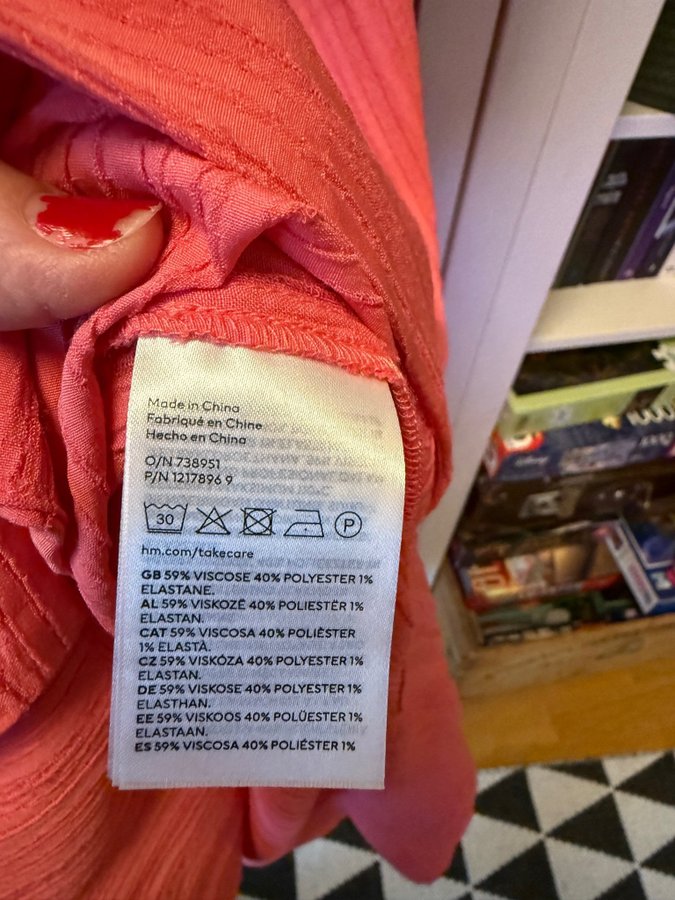 Made in China
Fabriqué en Chine
Hecho en China
O/N 738951
P/N 1217896 9
30
P
hm.com/takecare
GB 59% VISCOSE 40% POLYESTER 1%
ELASTANE.
AL 59% VISKOZË 40% POLIESTËR 1%
ELASTAN.
CAT 59% VISCOSA 40% POLIÈSTER
1% ELASTÀ.
CZ 59% VISKÓZA 40% POLYESTER 1%
ELASTAN.
DE 59% VISKOSE 40% POLYESTER 1%
ELASTHAN.
EE 59% VISKOOS 40% POLÜESTER 1%
ELASTAAN.
ES 59% VISCOSA 40% POLIÉSTER 1%